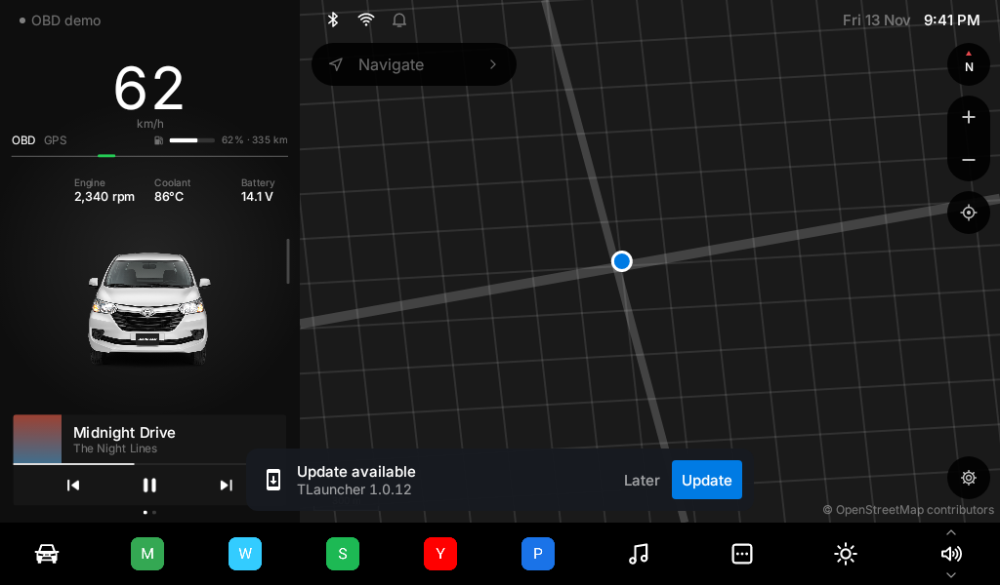 OBD demo
Fri 13 Nov 9:41 PM
62
km/h
OBD GPS 62% · 335 km
Engine Coolant Battery
2,340 rpm 86°C 14.1 V
Navigate
N
+
−
Midnight Drive
The Night Lines
Update available
TLauncher 1.0.12
Later Update
© OpenStreetMap contributors
M W S Y P